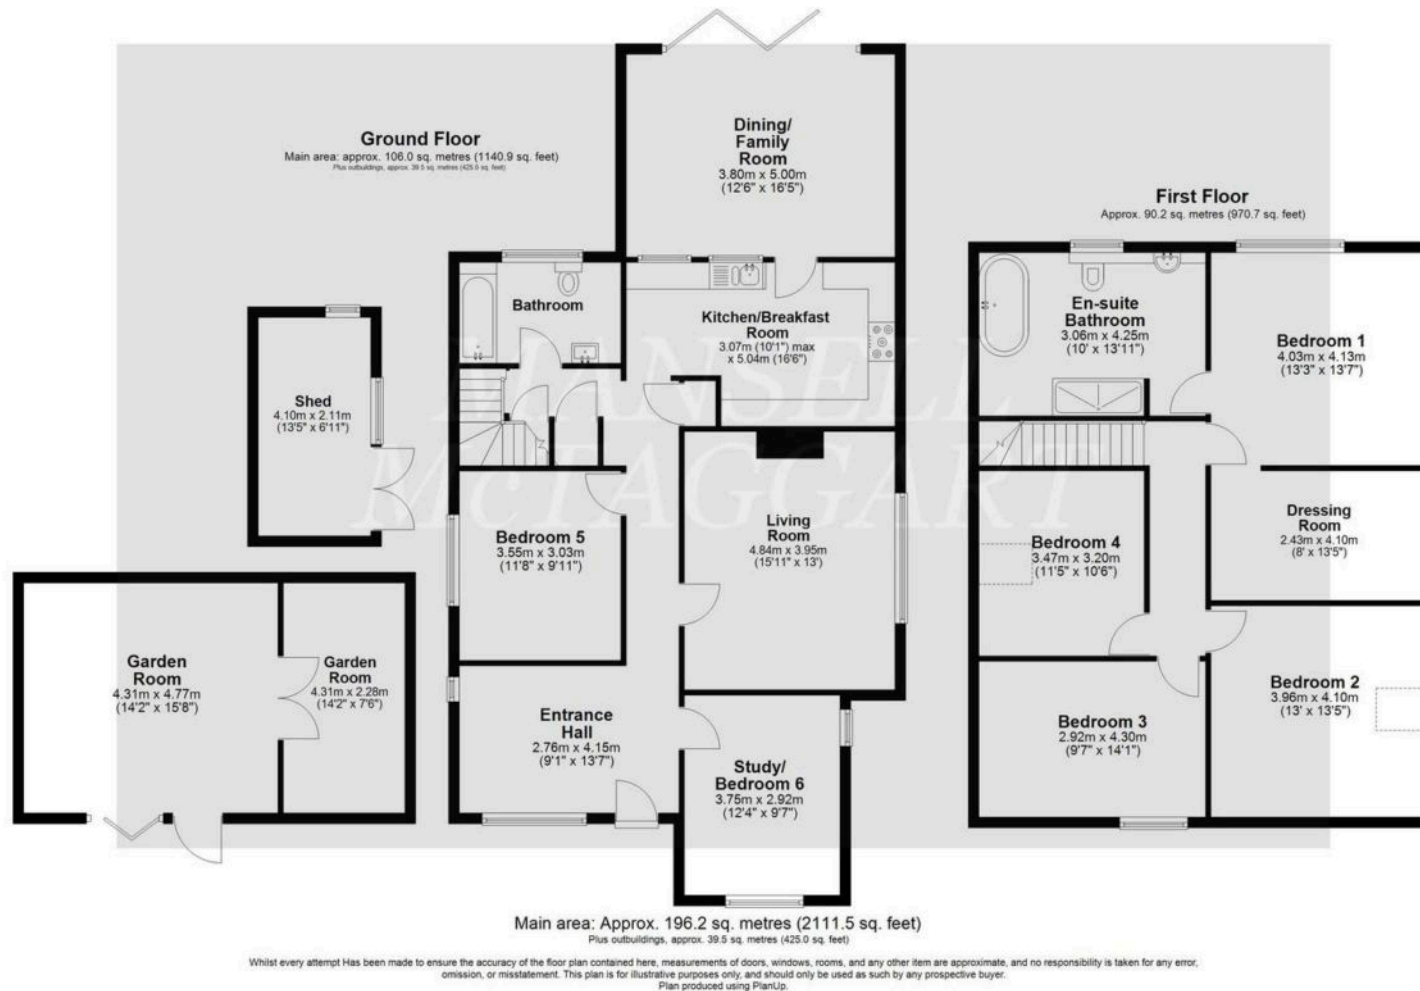 Ground Floor
Main area: approx. 106.0 sq. metres (1140.9 sq. feet)
Plus outbuildings, approx. 39.5 sq. metres (425.0 sq. feet)
Dining/
Family
Room
3.80m x 5.00m
(12'6" x 16'5")
First Floor
Approx. 90.2 sq. metres (970.7 sq. feet)
Bathroom
Kitchen/Breakfast
Room
3.07m (10'1") max
x 5.04m (16'6")
En-suite
Bathroom
3.06m x 4.25m
(10' x 13'11")
Bedroom 1
4.03m x 4.13m
(13'3" x 13'7")
MANSELL
McTAGGART
Shed
4.10m x 2.11m
(13'5" x 6'11")
Bedroom 5
3.55m x 3.03m
(11'8" x 9'11")
Living
Room
4.84m x 3.95m
(15'11" x 13')
Bedroom 4
3.47m x 3.20m
(11'5" x 10'6")
Dressing
Room
2.43m x 4.10m
(8' x 13'5")
Garden
Room
4.31m x 4.77m
(14'2" x 15'8")
Garden
Room
4.31m x 2.28m
(14'2" x 7'6")
Entrance
Hall
2.76m x 4.15m
(9'1" x 13'7")
Study/
Bedroom 6
3.75m x 2.92m
(12'4" x 9'7")
Bedroom 3
2.92m x 4.30m
(9'7" x 14'1")
Bedroom 2
3.96m x 4.10m
(13' x 13'5")
Main area: Approx. 196.2 sq. metres (2111.5 sq. feet)
Plus outbuildings, approx. 39.5 sq. metres (425.0 sq. feet)
Whilst every attempt Has been made to ensure the accuracy of the floor plan contained here, measurements of doors, windows, rooms, and any other item are approximate, and no responsibility is taken for any error,
omission, or misstatement. This plan is for illustrative purposes only, and should only be used as such by any prospective buyer.
Plan produced using PlanUp.